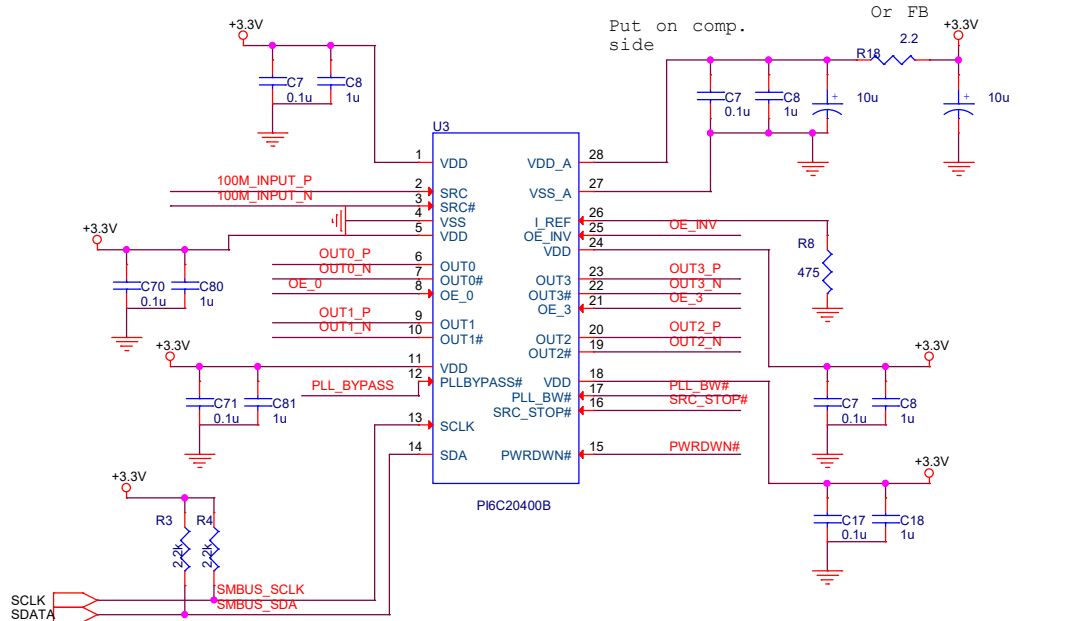 Or FB
+3.3V
Put on comp.
side
+3.3V
2.2
R18
C7
0.1u
C8
1u
C7
0.1u
C8
1u
10u
10u
U3
1
VDD
VDD_A
28
100M_INPUT_P
2
SRC
VSS_A
27
100M_INPUT_N
3
SRC#
4
VSS
I_REF
26
5
VDD
OE_INV
25
OE_INV
VDD
24
+3.3V
R8
475
OUT0_P
6
OUT0
OUT0_N
7
OUT0#
OE_0
8
OE_0
OUT3
23
OUT3_P
OUT3#
22
OUT3_N
OE_3
21
OE_3
C70
0.1u
C80
1u
OUT1_P
9
OUT1
OUT1_N
10
OUT1#
OUT2
20
OUT2_P
OUT2#
19
OUT2_N
+3.3V
11
VDD
PLL_BYPASS
12
PLLBYPASS#
VDD
18
PLL_BW#
17
PLL_BW#
SRC_STOP#
16
SRC_STOP#
+3.3V
C71
0.1u
C81
1u
13
SCLK
14
SDA
PWRDWN#
15
PWRDWN#
C7
0.1u
C8
1u
+3.3V
+3.3V
PI6C20400B
R3
2.2k
R4
2.2k
C17
0.1u
C18
1u
SMBUS_SCLK
SMBUS_SDA
SCLK
SDATA